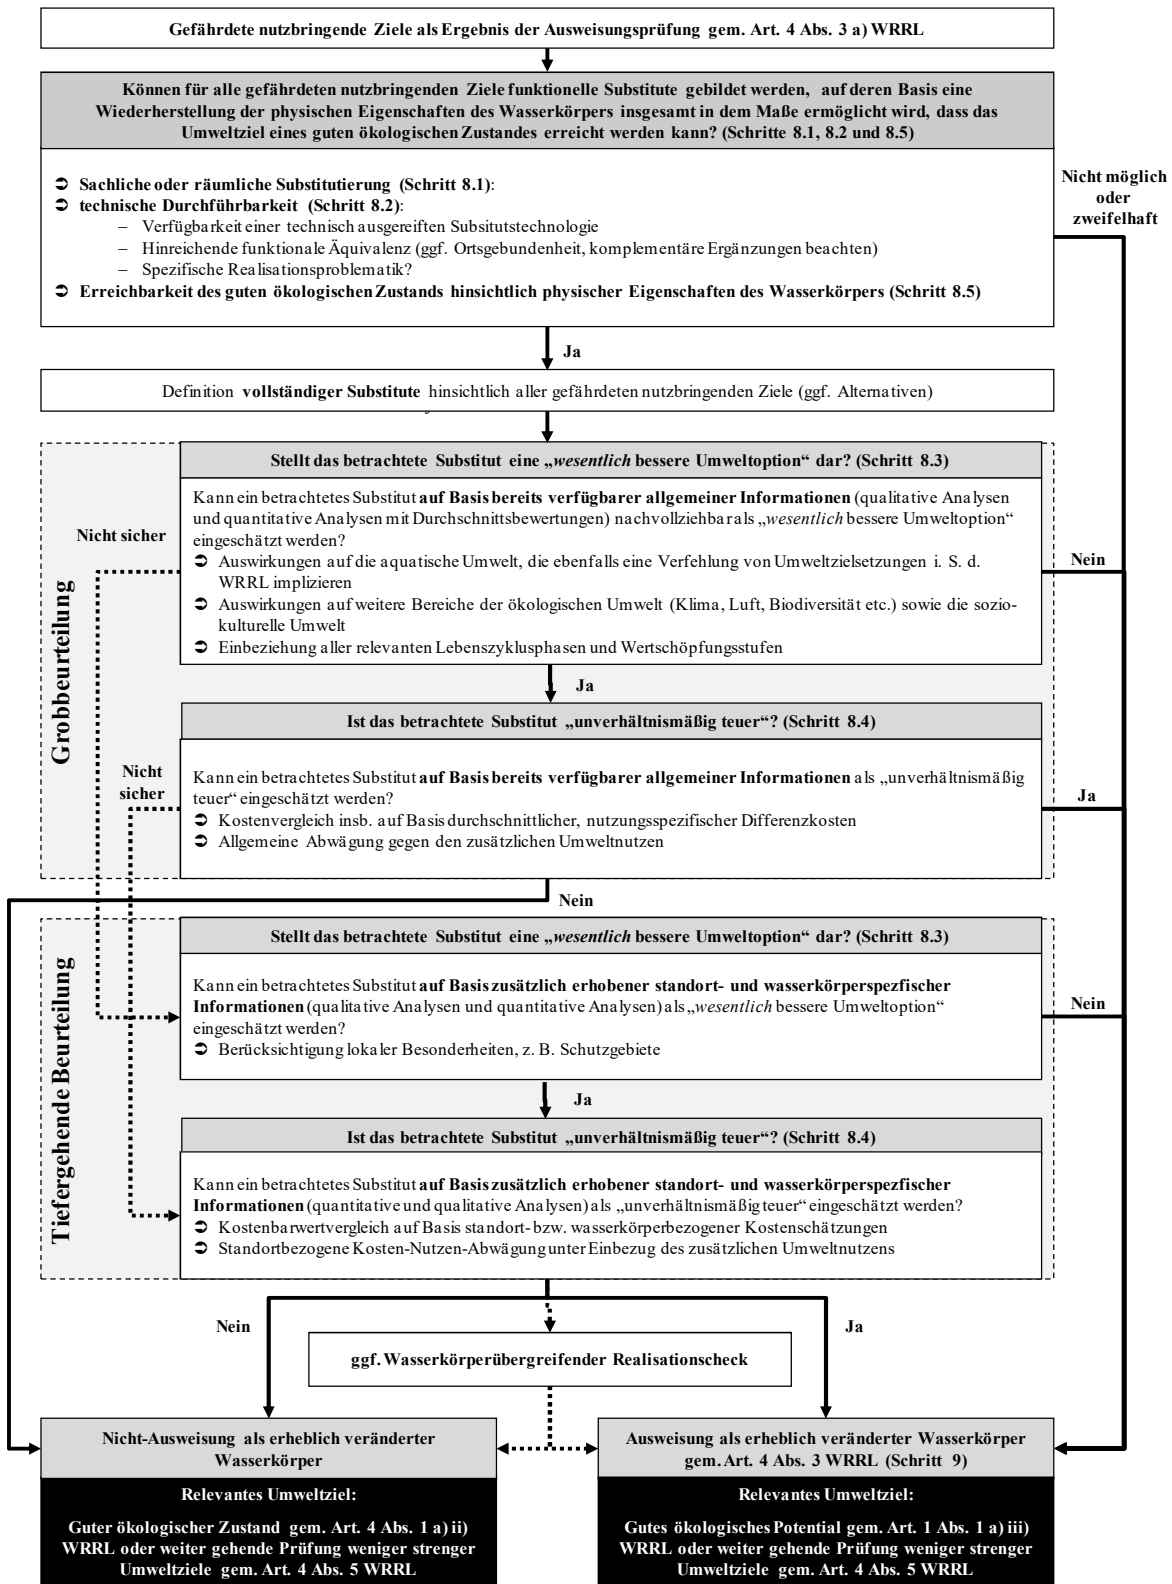 Gefährdete nutzbringende Ziele als Ergebnis der Ausweisungsprüfung gem. Art. 4 Abs. 3 a) WRRL
Können für alle gefährdeten nutzbringenden Ziele funktionelle Substitute gebildet werden, auf deren Basis eine
Wiederherstellung der physischen Eigenschaften des Wasserkörpers insgesamt in dem Maße ermöglicht wird, dass das
Umweltziel eines guten ökologischen Zustandes erreicht werden kann? (Schritte 8.1, 8.2 und 8.5)
➲ Sachliche oder räumliche Substitutierung (Schritt 8.1):
➲ technische Durchführbarkeit (Schritt 8.2):
– Verfügbarkeit einer technisch ausgereiften Subsitutstechnologie
– Hinreichende funktionale Äquivalenz (ggf. Ortsgebundenheit, komplementäre Ergänzungen beachten)
– Spezifische Realisationsproblematik?
➲ Erreichbarkeit des guten ökologischen Zustands hinsichtlich physischer Eigenschaften des Wasserkörpers (Schritt 8.5)
Nicht möglich
oder
zweifelhaft
Ja
Definition vollständiger Substitute hinsichtlich aller gefährdeten nutzbringenden Ziele (ggf. Alternativen)
Grobbeurteilung
Stellt das betrachtete Substitut eine „wesentlich bessere Umweltoption“ dar? (Schritt 8.3)
Kann ein betrachtetes Substitut auf Basis bereits verfügbarer allgemeiner Informationen (qualitative Analysen
und quantitative Analysen mit Durchschnittsbewertungen) nachvollziehbar als „wesentlich bessere Umweltoption“
eingeschätzt werden?
➲ Auswirkungen auf die aquatische Umwelt, die ebenfalls eine Verfehlung von Umweltzielsetzungen i. S. d.
WRRL implizieren
➲ Auswirkungen auf weitere Bereiche der ökologischen Umwelt (Klima, Luft, Biodiversität etc.) sowie die sozio-
kulturelle Umwelt
➲ Einbeziehung aller relevanten Lebenszyklusphasen und Wertschöpfungsstufen
Nicht sicher
Nein
Ja
Ist das betrachtete Substitut „unverhältnismäßig teuer“? (Schritt 8.4)
Kann ein betrachtetes Substitut auf Basis bereits verfügbarer allgemeiner Informationen als „unverhältnismäßig
teuer“ eingeschätzt werden?
➲ Kostenvergleich insb. auf Basis durchschnittlicher, nutzungsspezifischer Differenzkosten
➲ Allgemeine Abwägung gegen den zusätzlichen Umweltnutzen
Nicht
sicher
Ja
Nein
Tiefergehende Beurteilung
Stellt das betrachtete Substitut eine „wesentlich bessere Umweltoption“ dar? (Schritt 8.3)
Kann ein betrachtetes Substitut auf Basis zusätzlich erhobener standort- und wasserkörperspezfischer
Informationen (qualitative Analysen und quantitative Analysen) als „wesentlich bessere Umweltoption“
eingeschätzt werden?
➲ Berücksichtigung lokaler Besonderheiten, z. B. Schutzgebiete
Nein
Ja
Ist das betrachtete Substitut „unverhältnismäßig teuer“? (Schritt 8.4)
Kann ein betrachtetes Substitut auf Basis zusätzlich erhobener standort- und wasserkörperspezfischer
Informationen (quantitative und qualitative Analysen) als „unverhältnismäßig teuer“ eingeschätzt werden?
➲ Kostenbarwertvergleich auf Basis standort- bzw. wasserkörperbezogener Kostenschätzungen
➲ Standortbezogene Kosten-Nutzen-Abwägung unter Einbezug des zusätzlichen Umweltnutzens
Nein
Ja
ggf. Wasserkörperübergreifender Realisationscheck
Nicht-Ausweisung als erheblich veränderter
Wasserkörper
Relevantes Umweltziel:
Guter ökologischer Zustand gem. Art. 4 Abs. 1 a) ii)
WRRL oder weiter gehende Prüfung weniger strenger
Umweltziele gem. Art. 4 Abs. 5 WRRL
Ausweisung als erheblich veränderter Wasserkörper
gem. Art. 4 Abs. 3 WRRL (Schritt 9)
Relevantes Umweltziel:
Gutes ökologisches Potential gem. Art. 1 Abs. 1 a) iii)
WRRL oder weiter gehende Prüfung weniger strenger
Umweltziele gem. Art. 4 Abs. 5 WRRL